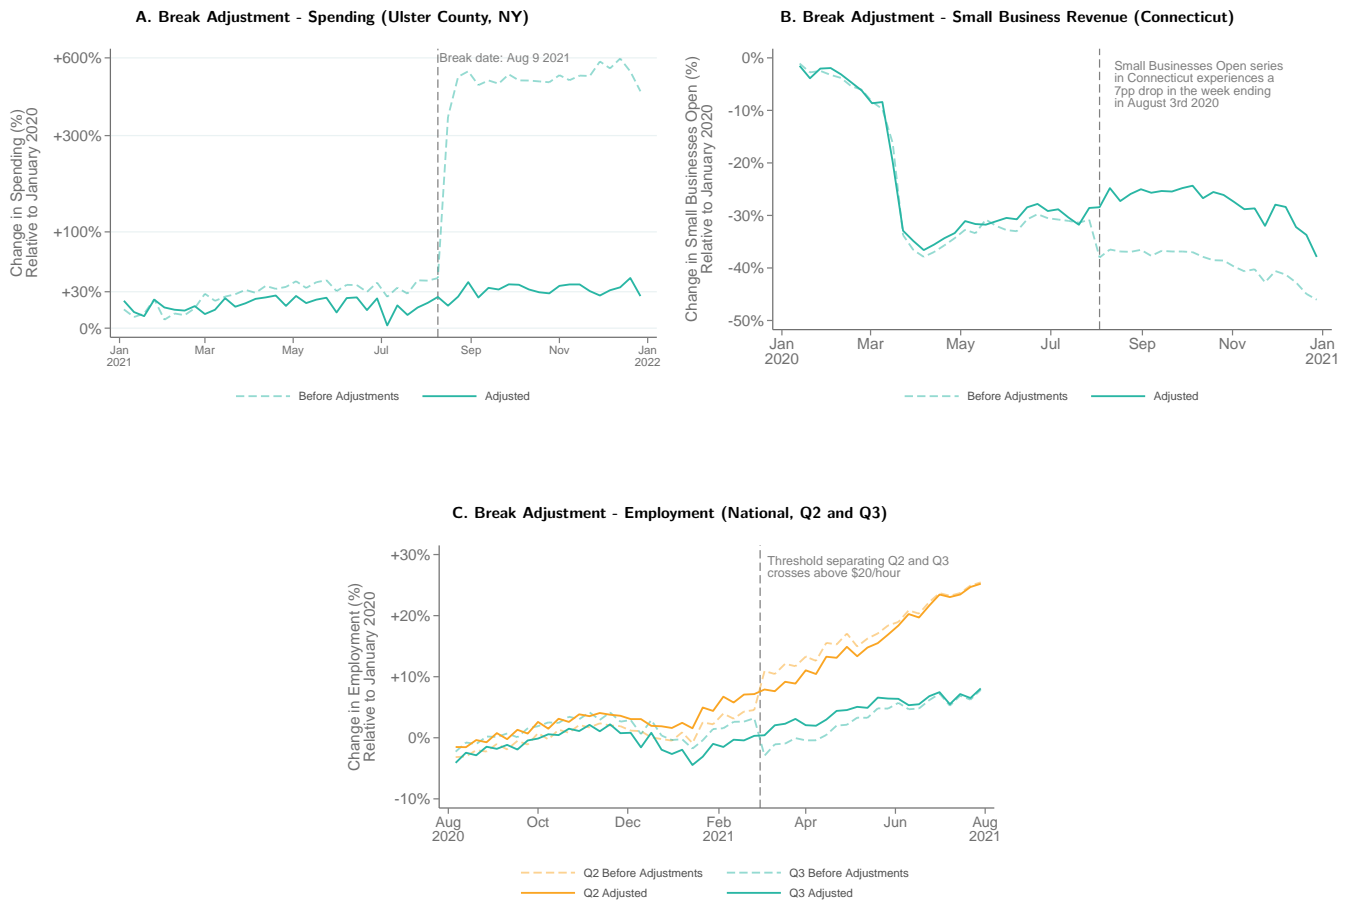 A. Break Adjustment - Spending (Ulster County, NY)
Change in Spending (%)
Relative to January 2020
+600%
+300%
+100%
+30%
0%
Break date: Aug 9 2021
Jan
2021
Mar
May
Jul
Sep
Nov
Jan
2022
Before Adjustments
Adjusted
B. Break Adjustment - Small Business Revenue (Connecticut)
Change in Small Businesses Open (%)
Relative to January 2020
0%
-10%
-20%
-30%
-40%
-50%
Small Businesses Open series
in Connecticut experiences a
7pp drop in the week ending
in August 3rd 2020
Jan
2020
Mar
May
Jul
Sep
Nov
Jan
2021
Before Adjustments
Adjusted
C. Break Adjustment - Employment (National, Q2 and Q3)
Change in Employment (%)
Relative to January 2020
+30%
+20%
+10%
0%
-10%
Threshold separating Q2 and Q3
crosses above $20/hour
Aug
2020
Oct
Dec
Feb
2021
Apr
Jun
Aug
2021
Q2 Before Adjustments
Q3 Before Adjustments
Q2 Adjusted
Q3 Adjusted